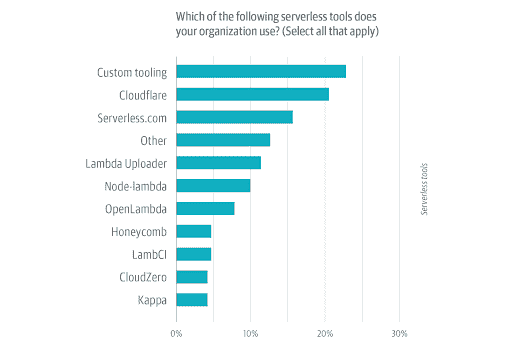 Which of the following serverless tools does
your organization use? (Select all that apply)
Custom tooling
Cloudflare
Serverless.com
Other
Lambda Uploader
Node-lambda
OpenLambda
Honeycomb
LambCI
CloudZero
Kappa
Serverless tools
0%
10%
20%
30%